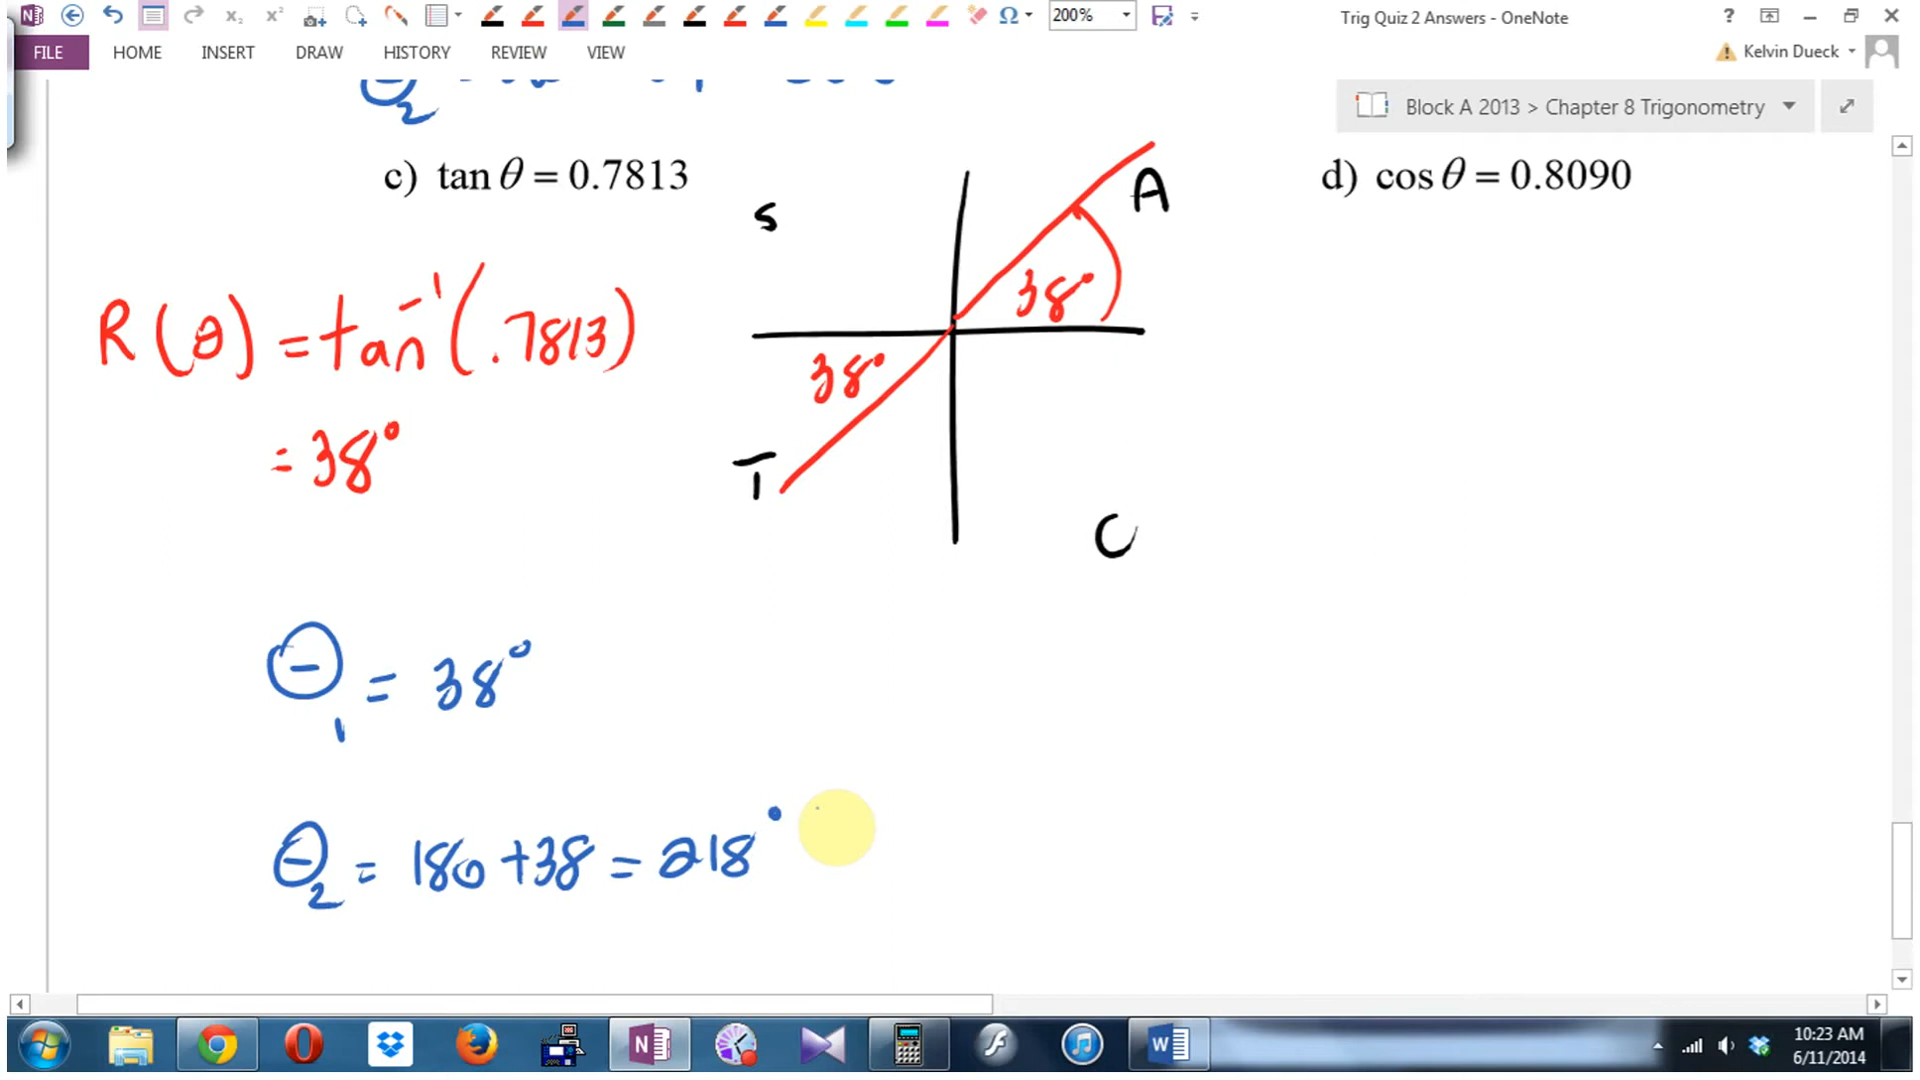 200%
Trig Quiz 2 Answers - OneNote
?
FILE
HOME
INSERT
DRAW
HISTORY
REVIEW
VIEW
Kelvin Dueck
Block A 2013 > Chapter 8 Trigonometry
c) tan θ = 0.7813
d) cos θ = 0.8090
S
A
R(θ) = tan⁻¹(.7813)
38°
38°
= 38°
T
C
θ₁ = 38°
θ₂ = 180 + 38 = 218°
10:23 AM
6/11/2014